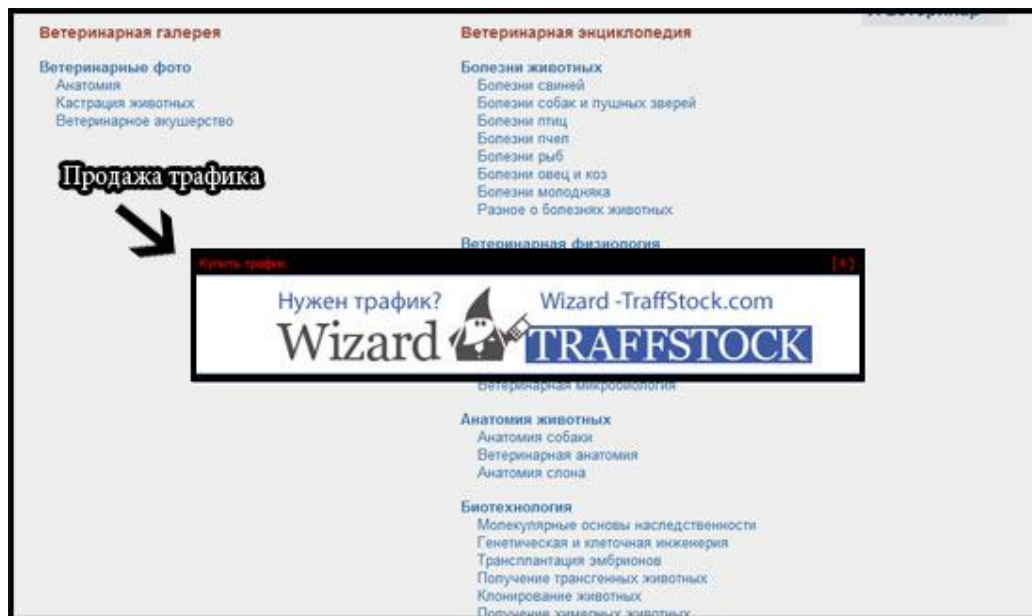 Ветеринарная галерея
Ветеринарные фото
Анатомия
Кастрация животных
Ветеринарное акушерство
Продажа трафика
Ветеринарная энциклопедия
Болезни животных
Болезни свиней
Болезни собак и пушных зверей
Болезни птиц
Болезни пчел
Болезни рыб
Болезни овец и коз
Болезни молодняка
Разное о болезнях животных
Ветеринарная физиология
Купить трафик [X]
Нужен трафик? Wizard -TraffStock.com
Wizard TRAFFSTOCK
Ветеринарная микробиология
Анатомия животных
Анатомия собаки
Ветеринарная анатомия
Анатомия слона
Биотехнология
Молекулярные основы наследственности
Генетическая и клеточная инженерия
Трансплантация эмбрионов
Получение трансгенных животных
Клонирование животных
Получение химерных животных